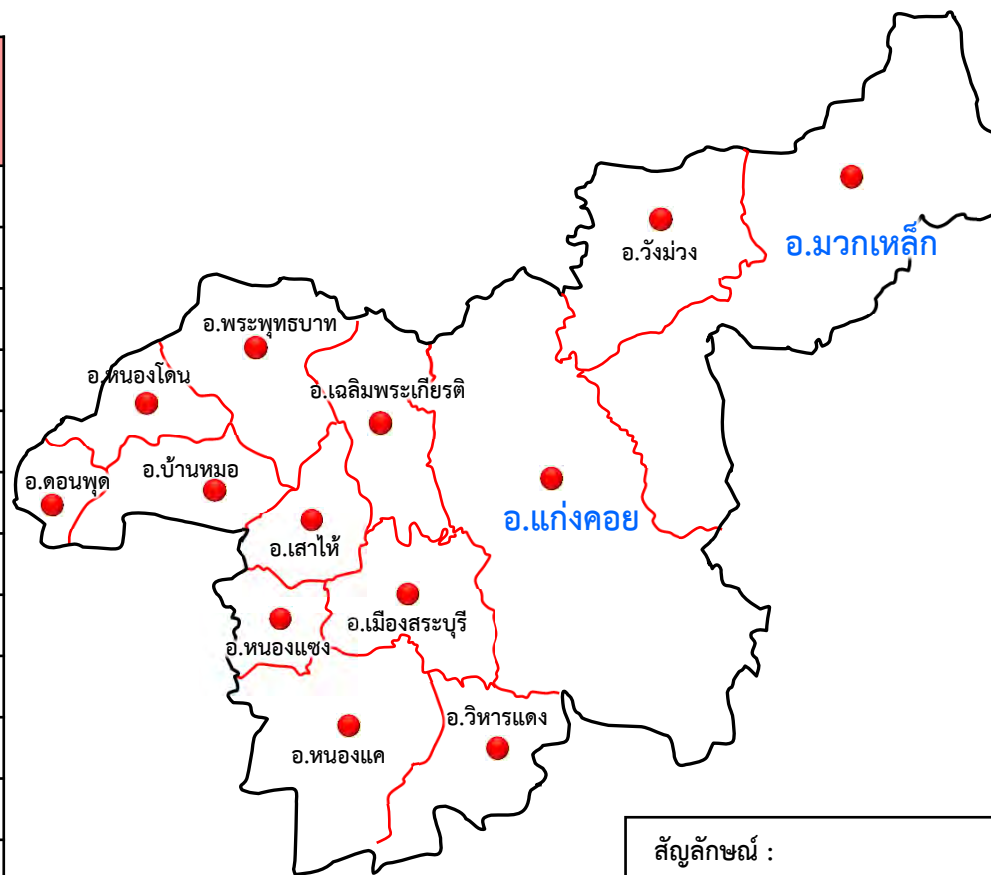 อ.วังม่วง
อ.มวกเหล็ก
อ.พระพุทธบาท
อ.หนองโดน
อ.เฉลิมพระเกียรติ
อ.บ้านหมอ
อ.ดอนพุด
อ.แก่งคอย
อ.เสาไห้
อ.เมืองสระบุรี
อ.หนองแซง
อ.วิหารแดง
อ.หนองแค
สัญลักษณ์ :